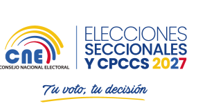 cne
CONSEJO NACIONAL ELECTORAL
ELECCIONES
SECCIONALES
Y CPCCS 2027
Tu voto, tu decisión